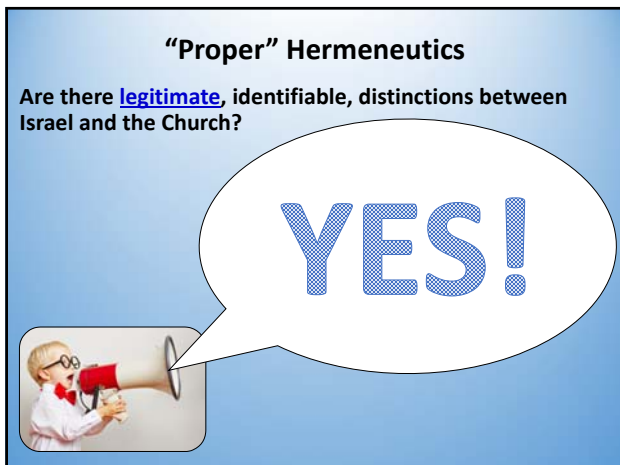 “Proper” Hermeneutics
Are there legitimate, identifiable, distinctions between
Israel and the Church?
YES!